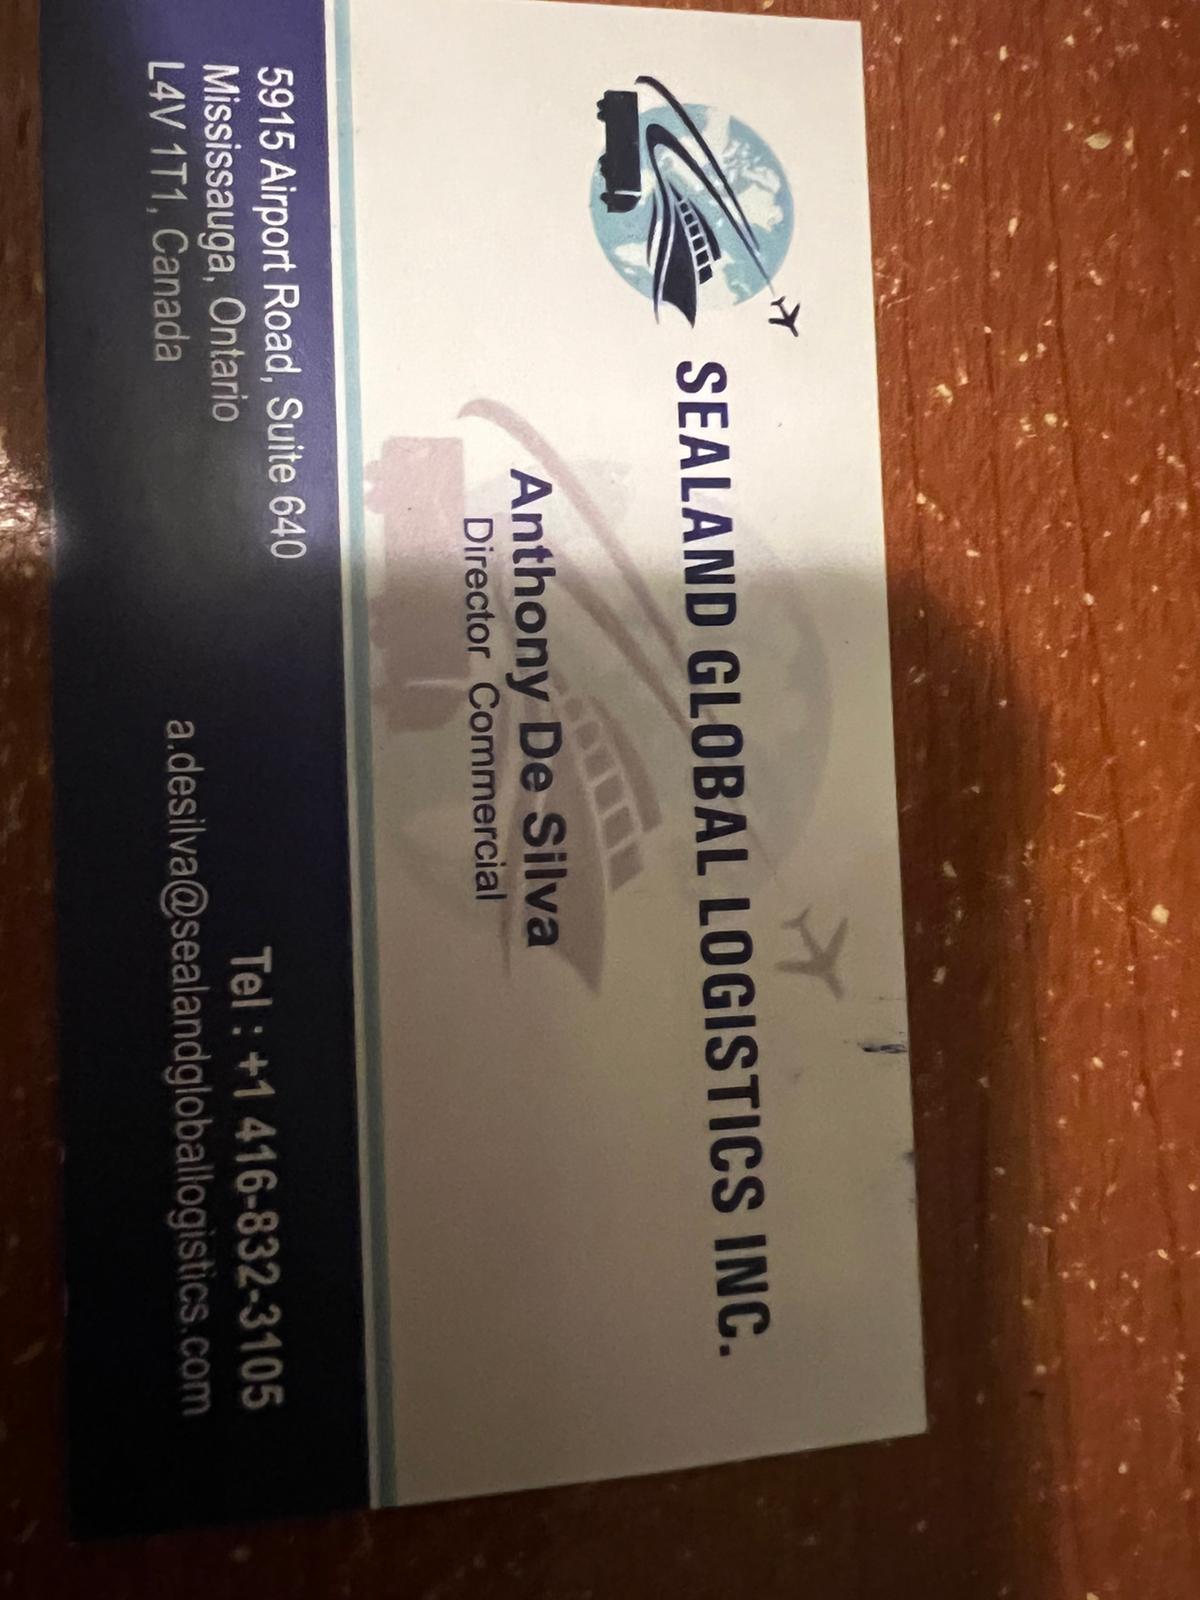 SEALAND GLOBAL LOGISTICS INC.
Anthony De Silva
Director Commercial
5915 Airport Road, Suite 640
Mississauga, Ontario
L4V 1T1, Canada
Tel : +1 416-832-3105
a.desilva@sealandgloballogistics.com